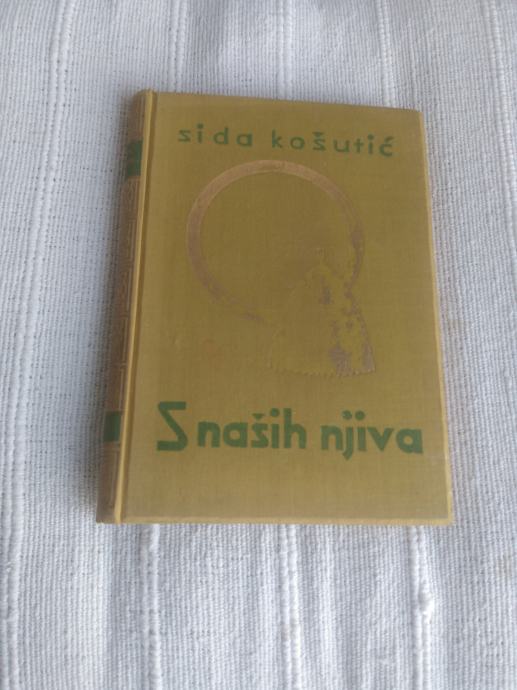 sida košutić
S naših njiva